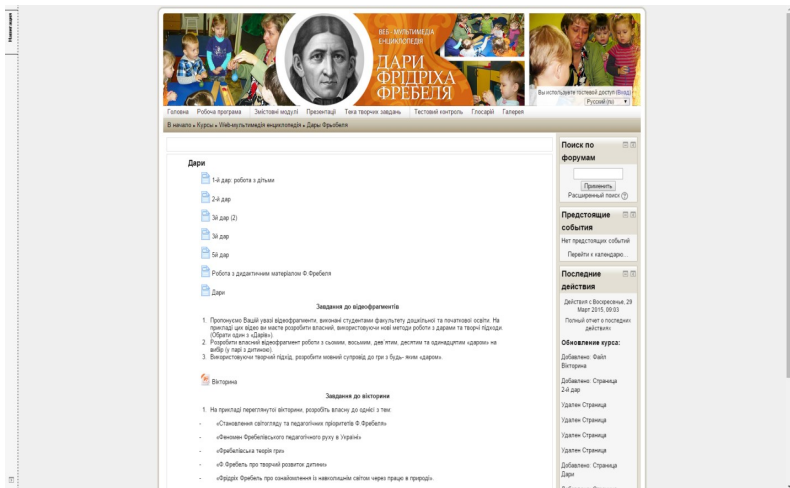 Навигация
ВЕБ - МУЛЬТИМЕДІА
ЕНЦИКЛОПЕДІЯ
ДАРИ
ФРІДРІХА
ФРЕБЕЛЯ
Вы используете гостевой доступ (Вход)
Русский (ru)
Головна Робоча програма Змістовні модулі Презентації Тека творчих завдань Тестовий контроль Глосарій Галерея
В начало Курсы Web-мультимедія енциклопедія Дары Фрьобеля
Дари
1-й дар: робота з дітьми
2-й дар
3й дар (2)
3й дар
5й дар
Робота з дидактичним матеріалом Ф.Фребеля
Дари
Завдання до відеофрагментів
1. Пропонуємо Вашій увазі відеофрагменти, виконані студентами факультету дошкільної та початкової освіти. На
прикладі цих відео ви маєте розробити власний, використовуючи нові методи роботи з дарами та творчі підходи.
(Обрати один з «Дарів»).
2. Розробити власний відеофрагмент роботи з сьомим, восьмим, дев'ятим, десятим та одинадцятим «даром» на
вибір (у парі з дитиною).
3. Використовуючи творчий підхід, розробити мовний супровід до гри з будь- яким «даром».
Вікторина
Завдання до вікторини
1. На прикладі переглянутої вікторини, розробіть власну до однієї з тем:
- «Становлення світогляду та педагогічних пріоритетів Ф.Фребеля»
- «Феномен Фребелівського педагогічного руху в Україні»
- «Фребелівська теорія гри»
- «Ф.Фребель про творчий розвиток дитини»
- «Фрідріх Фребель про ознайомлення із навколишнім світом через працю в природі».
Поиск по
форумам
Применить
Расширенный поиск
Предстоящие
события
Нет предстоящих событий
Перейти к календарю...
Последние
действия
Действия с Воскресенье, 29
Март 2015, 09:03
Полный отчет о последних
действиях
Обновление курса:
Добавлено: Файл
Вікторина
Добавлено: Страница
2-й дар
Удален Страница
Удален Страница
Удален Страница
Удален Страница
Добавлено: Страница
Дари